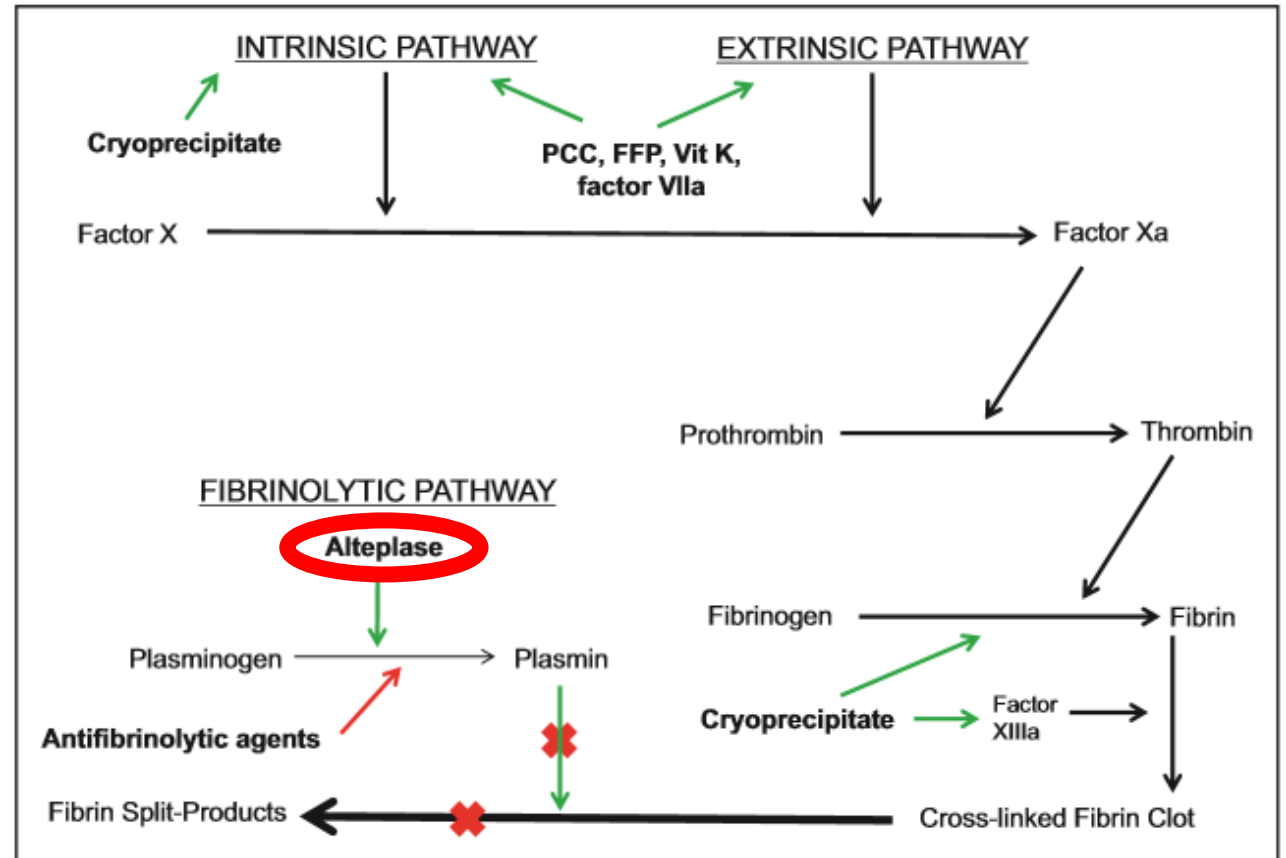 INTRINSIC PATHWAY
EXTRINSIC PATHWAY
Cryoprecipitate
PCC, FFP, Vit K,
factor VIIa
Factor X
Factor Xa
Prothrombin
Thrombin
FIBRINOLYTIC PATHWAY
Alteplase
Fibrinogen
Fibrin
Plasminogen
Plasmin
Cryoprecipitate
Factor
XIIIa
Antifibrinolytic agents
Fibrin Split-Products
Cross-linked Fibrin Clot